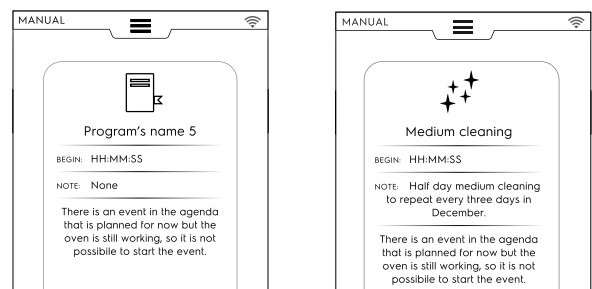 MANUAL
Program's name 5
BEGIN: HH:MM:SS
NOTE: None
There is an event in the agenda
that is planned for now but the
oven is still working, so it is not
possibile to start the event.
MANUAL
Medium cleaning
BEGIN: HH:MM:SS
NOTE: Half day medium cleaning
to repeat every three days in
December.
There is an event in the agenda
that is planned for now but the
oven is still working, so it is not
possibile to start the event.